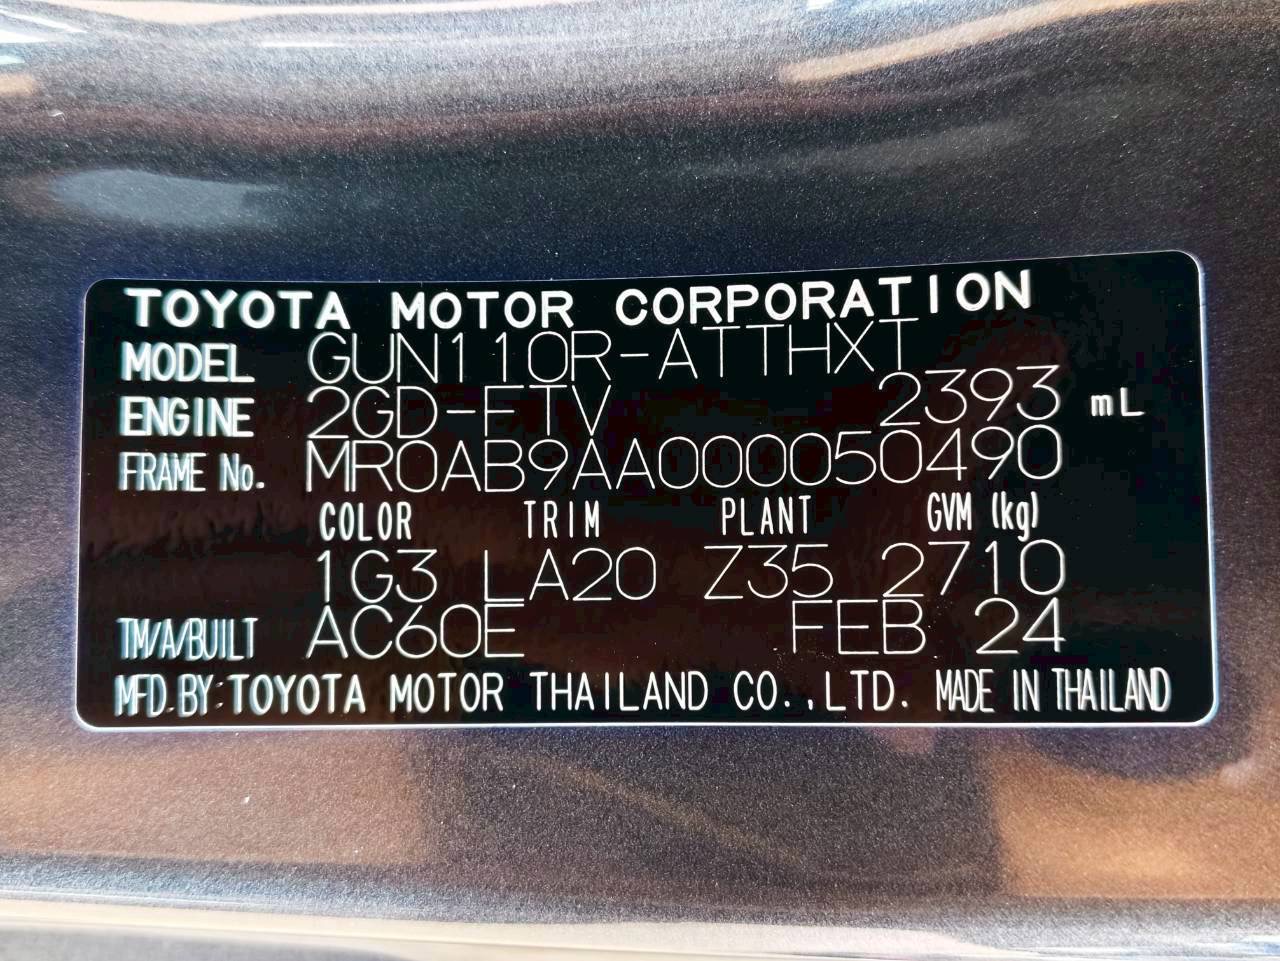 TOYOTA MOTOR CORPORATION
MODEL GUN110R-ATTHXT
ENGINE 2GD-FTV 2393 mL
FRAME No. MR0AB9AA000050490
COLOR TRIM PLANT GVM (kg)
1G3 LA20 Z35 2710
TM/A/BUILT AC60E FEB 24
MFD.BY:TOYOTA MOTOR THAILAND CO.,LTD. MADE IN THAILAND